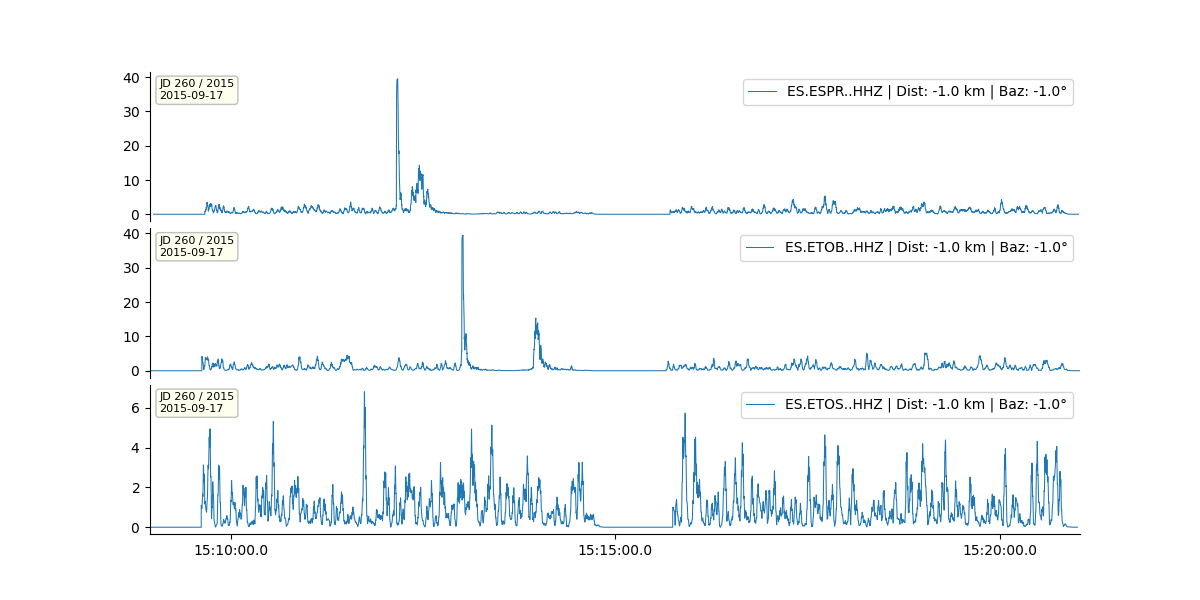 40
30
20
10
0
JD 260 / 2015
2015-09-17
ES.ESPR..HHZ | Dist: -1.0 km | Baz: -1.0°
40
30
20
10
0
JD 260 / 2015
2015-09-17
ES.ETOB..HHZ | Dist: -1.0 km | Baz: -1.0°
6
4
2
0
JD 260 / 2015
2015-09-17
ES.ETOS..HHZ | Dist: -1.0 km | Baz: -1.0°
15:10:00.0 15:15:00.0 15:20:00.0